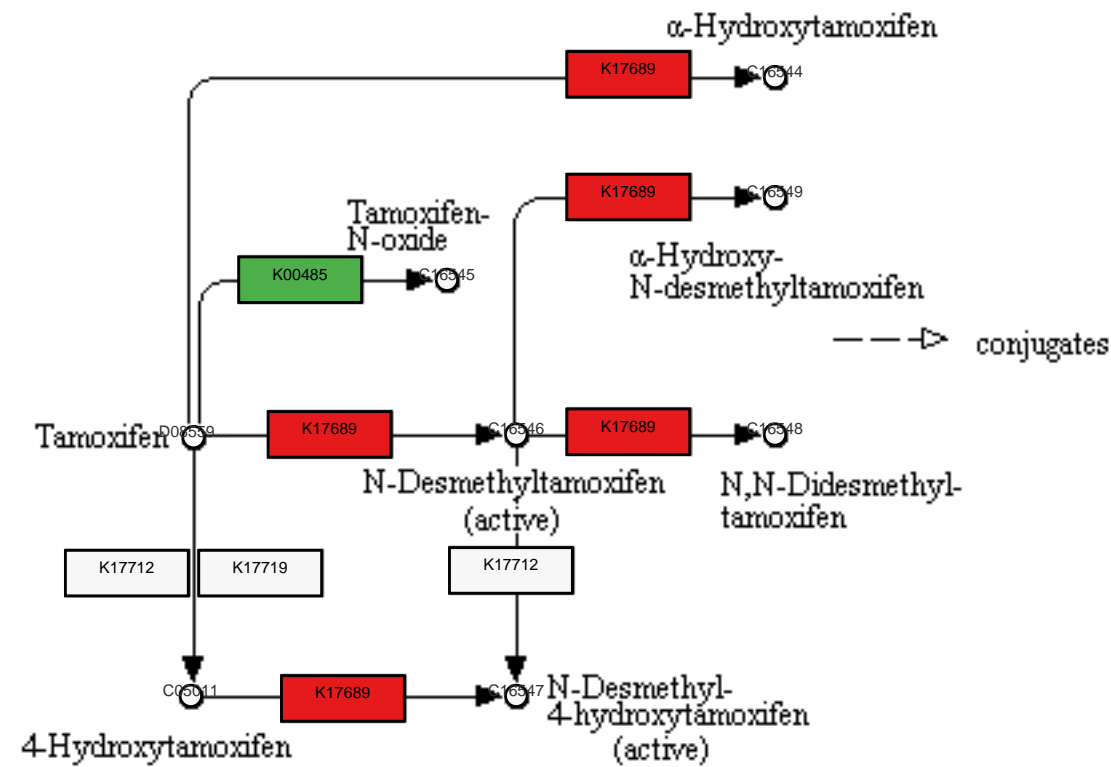 α-Hydroxytamoxifen
K17689
C16544
K17689
C16549
Tamoxifen-
N-oxide
K00485
C16545
α-Hydroxy-
N-desmethyltamoxifen
conjugates
Tamoxifen
D08559
K17689
C16546
K17689
C16548
N-Desmethyltamoxifen
(active)
N,N-Didesmethyl-
tamoxifen
K17712
K17719
K17712
C05011
K17689
C16547
N-Desmethyl-
4-hydroxytamoxifen
(active)
4-Hydroxytamoxifen